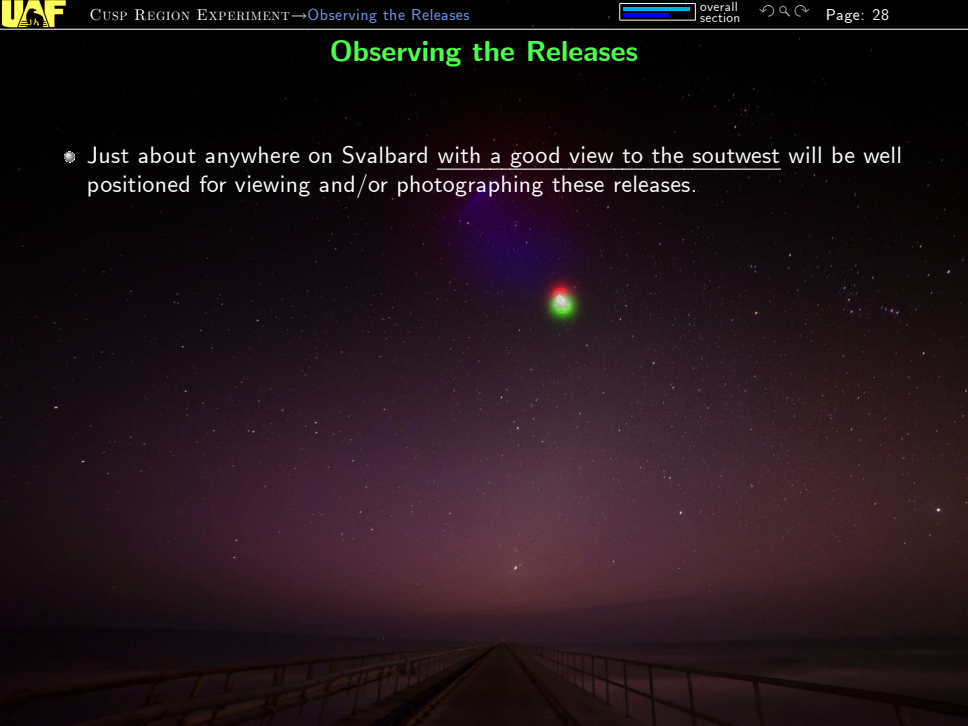 UAF
Cusp Region Experiment→Observing the Releases
overall
section
Page: 28
Observing the Releases
Just about anywhere on Svalbard with a good view to the soutwest will be well
positioned for viewing and/or photographing these releases.